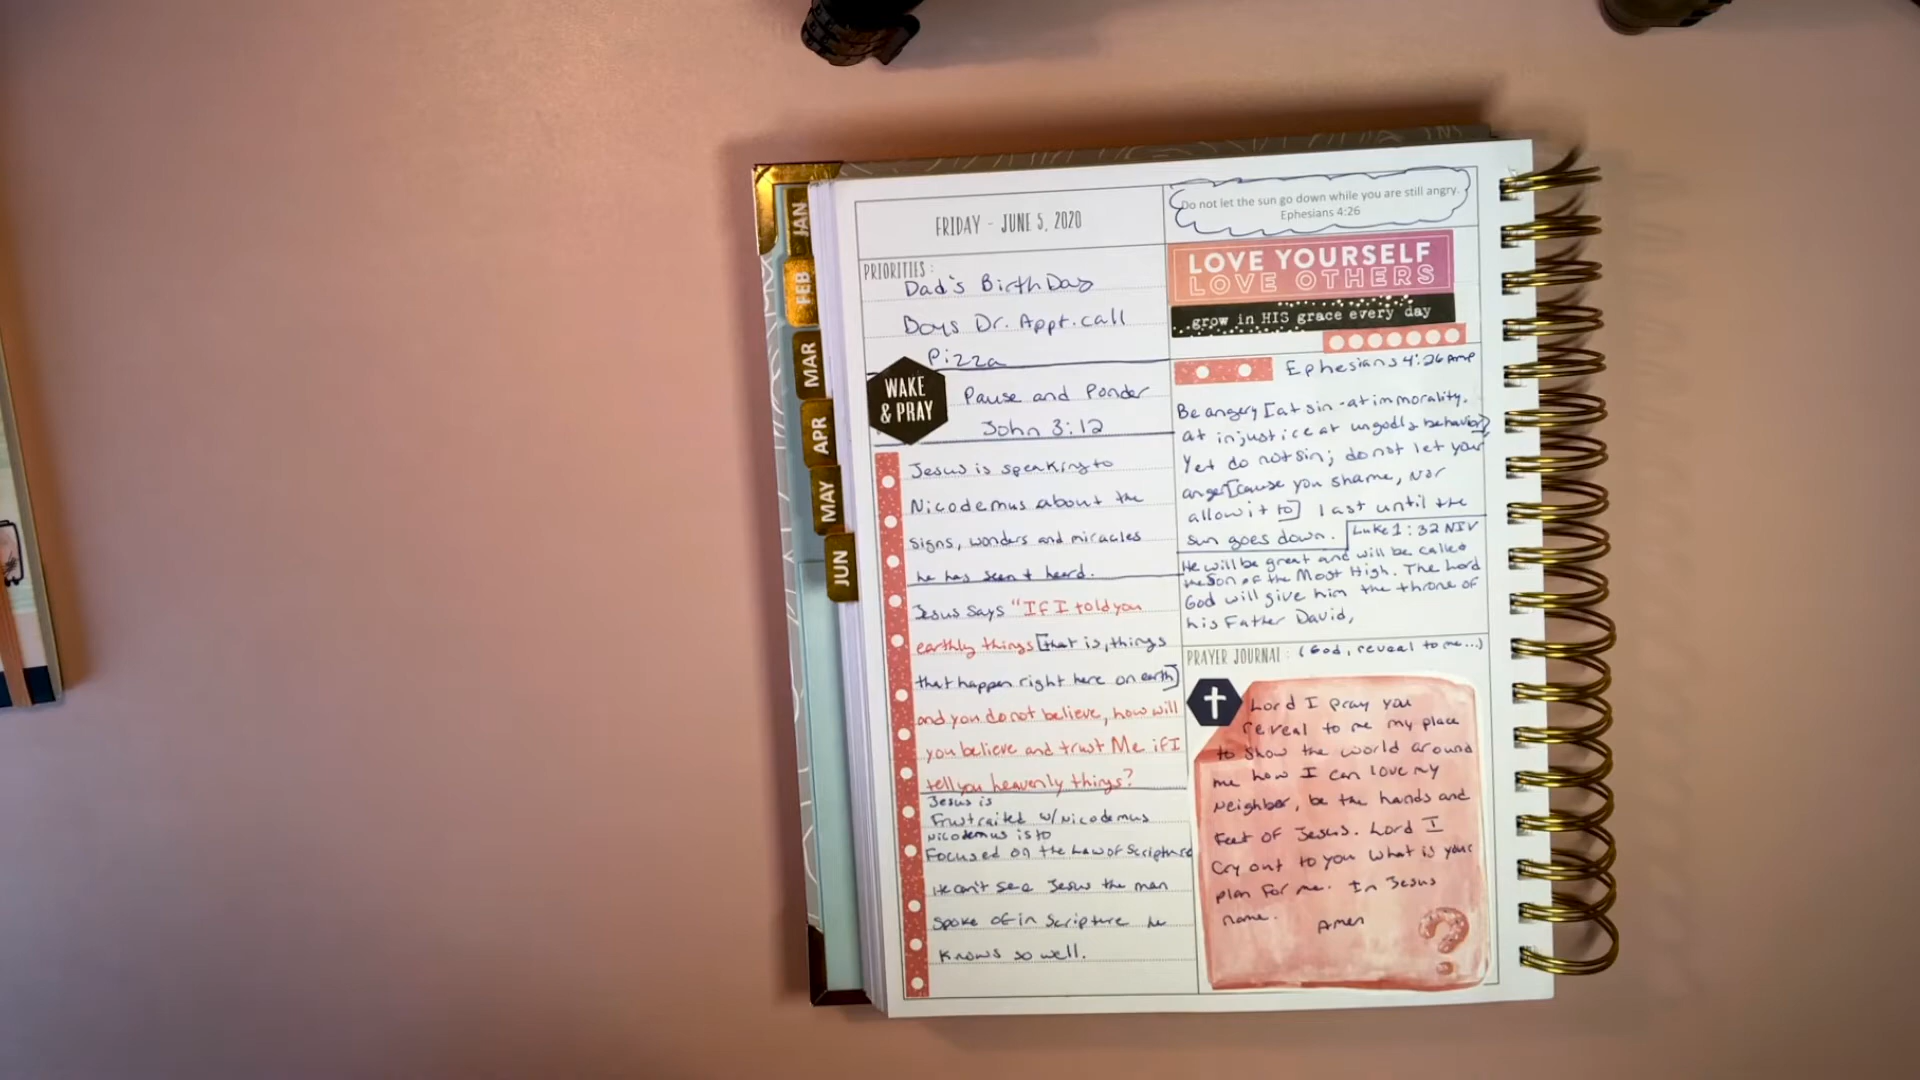 JAN
FEB
MAR
APR
MAY
JUN
FRIDAY - JUNE 5, 2020
PRIORITIES:
Dad's BirthDay
Boys Dr. Appt. call
Pizza
WAKE
& PRAY
Pause and Ponder
John 3:12
Jesus is speaking to
Nicodemus about the
signs, wonders and miracles
he has seen + heard.
Jesus says "If I told you
earthly things [that is, things
that happen right here on earth]
and you do not believe, how will
you believe and trust Me if I
tell you heavenly things?
Jesus is
Frustraited w/Nicodemus
Nicodemus is to
Focused on the Law of Scripture
He can't see Jesus the man
spoke of in Scripture he
knows so well.
Do not let the sun go down while you are still angry.
Ephesians 4:26
LOVE YOURSELF
LOVE OTHERS
grow in HIS grace every day
Ephesians 4:26 Amp
Be angery [at sin - at immorality,
at injustice at ungodly behavior]
Yet do not sin; do not let your
anger [cause you shame, nor
allow it to] last until the
sun goes down.
Luke 1:32 NIV
He will be great and will be called
the Son of the Most High. The Lord
God will give him the throne of
his Father David,
PRAYER JOURNAL: (God, reveal to me...)
Lord I pray you
reveal to me my place
to show the world around
me how I can love my
Neighbor, be the hands and
feet of Jesus. Lord I
Cry out to you what is your
plan for me. In Jesus
name. Amen
?